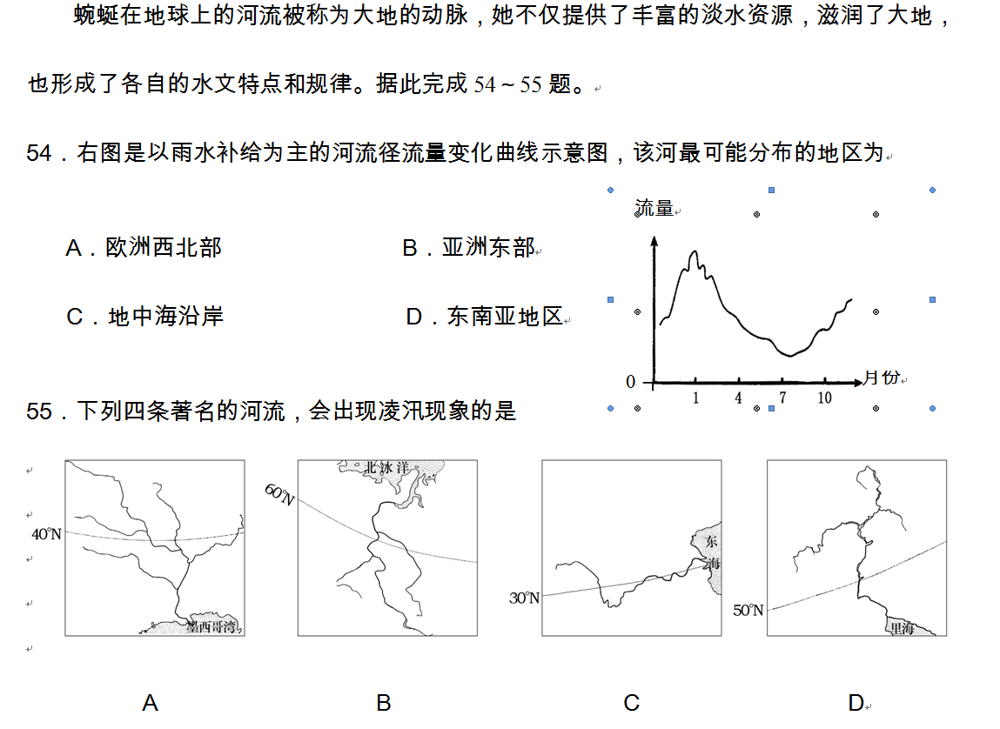 蜿蜒在地球上的河流被称为大地的动脉，她不仅提供了丰富的淡水资源，滋润了大地，
也形成了各自的水文特点和规律。据此完成 54～55 题。
54．右图是以雨水补给为主的河流径流量变化曲线示意图，该河最可能分布的地区为
流量
A．欧洲西北部 B．亚洲东部
C．地中海沿岸 D．东南亚地区
0 月份
1 4 7 10
55．下列四条著名的河流，会出现凌汛现象的是
40°N 墨西哥湾
60°N 北冰洋
30°N 东海
50°N 里海
A B C D